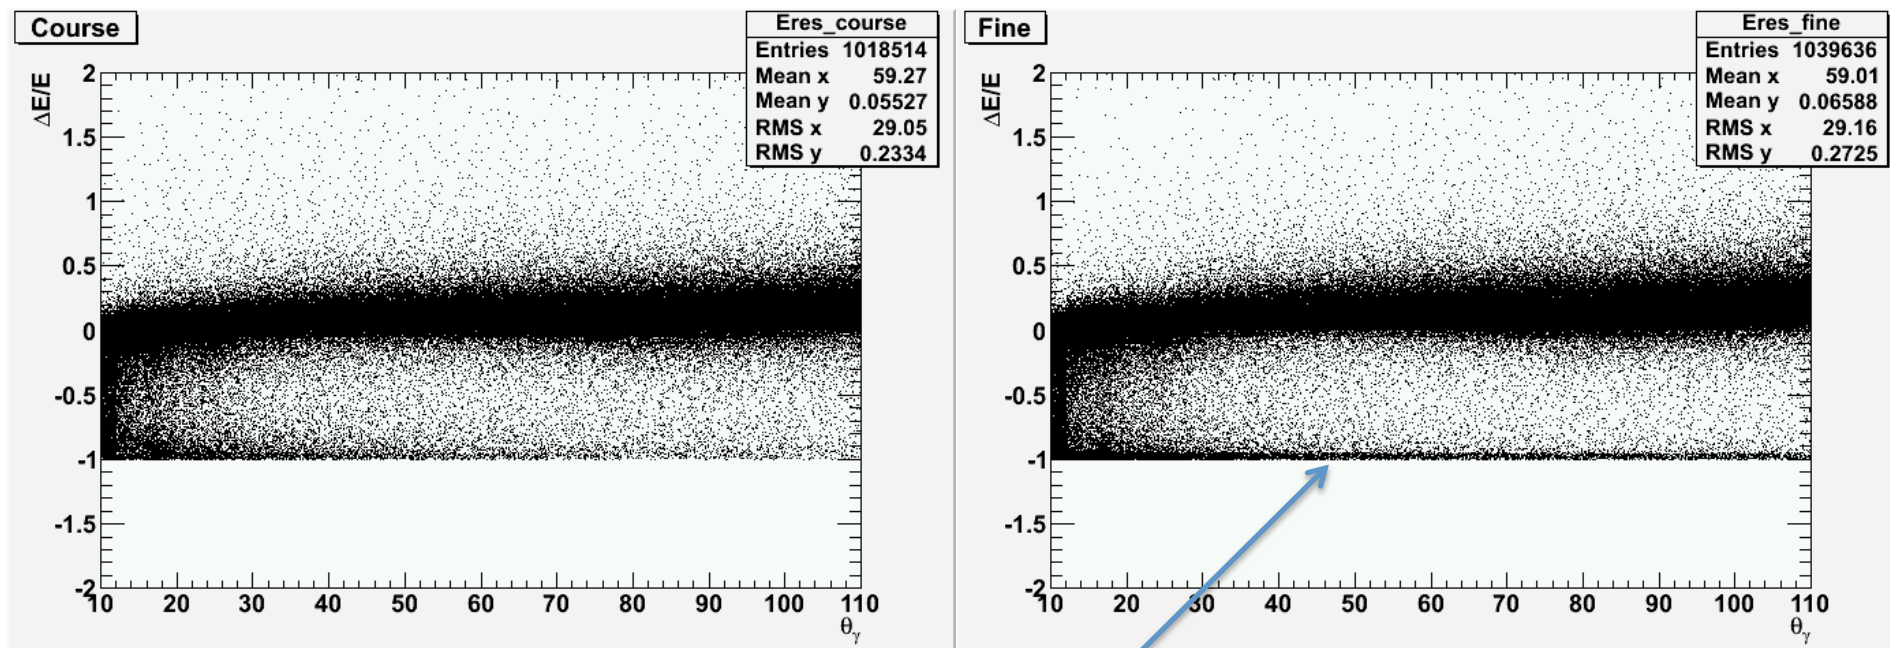 Course
Eres_course
Entries 1018514
Mean x 59.27
Mean y 0.05527
RMS x 29.05
RMS y 0.2334
ΔE/E
2
1.5
1
0.5
0
-0.5
-1
-1.5
-2
10 20 30 40 50 60 70 80 90 100 110
θγ
Fine
Eres_fine
Entries 1039636
Mean x 59.01
Mean y 0.06588
RMS x 29.16
RMS y 0.2725
ΔE/E
2
1.5
1
0.5
0
-0.5
-1
-1.5
-2
10 20 30 40 50 60 70 80 90 100 110
θγ